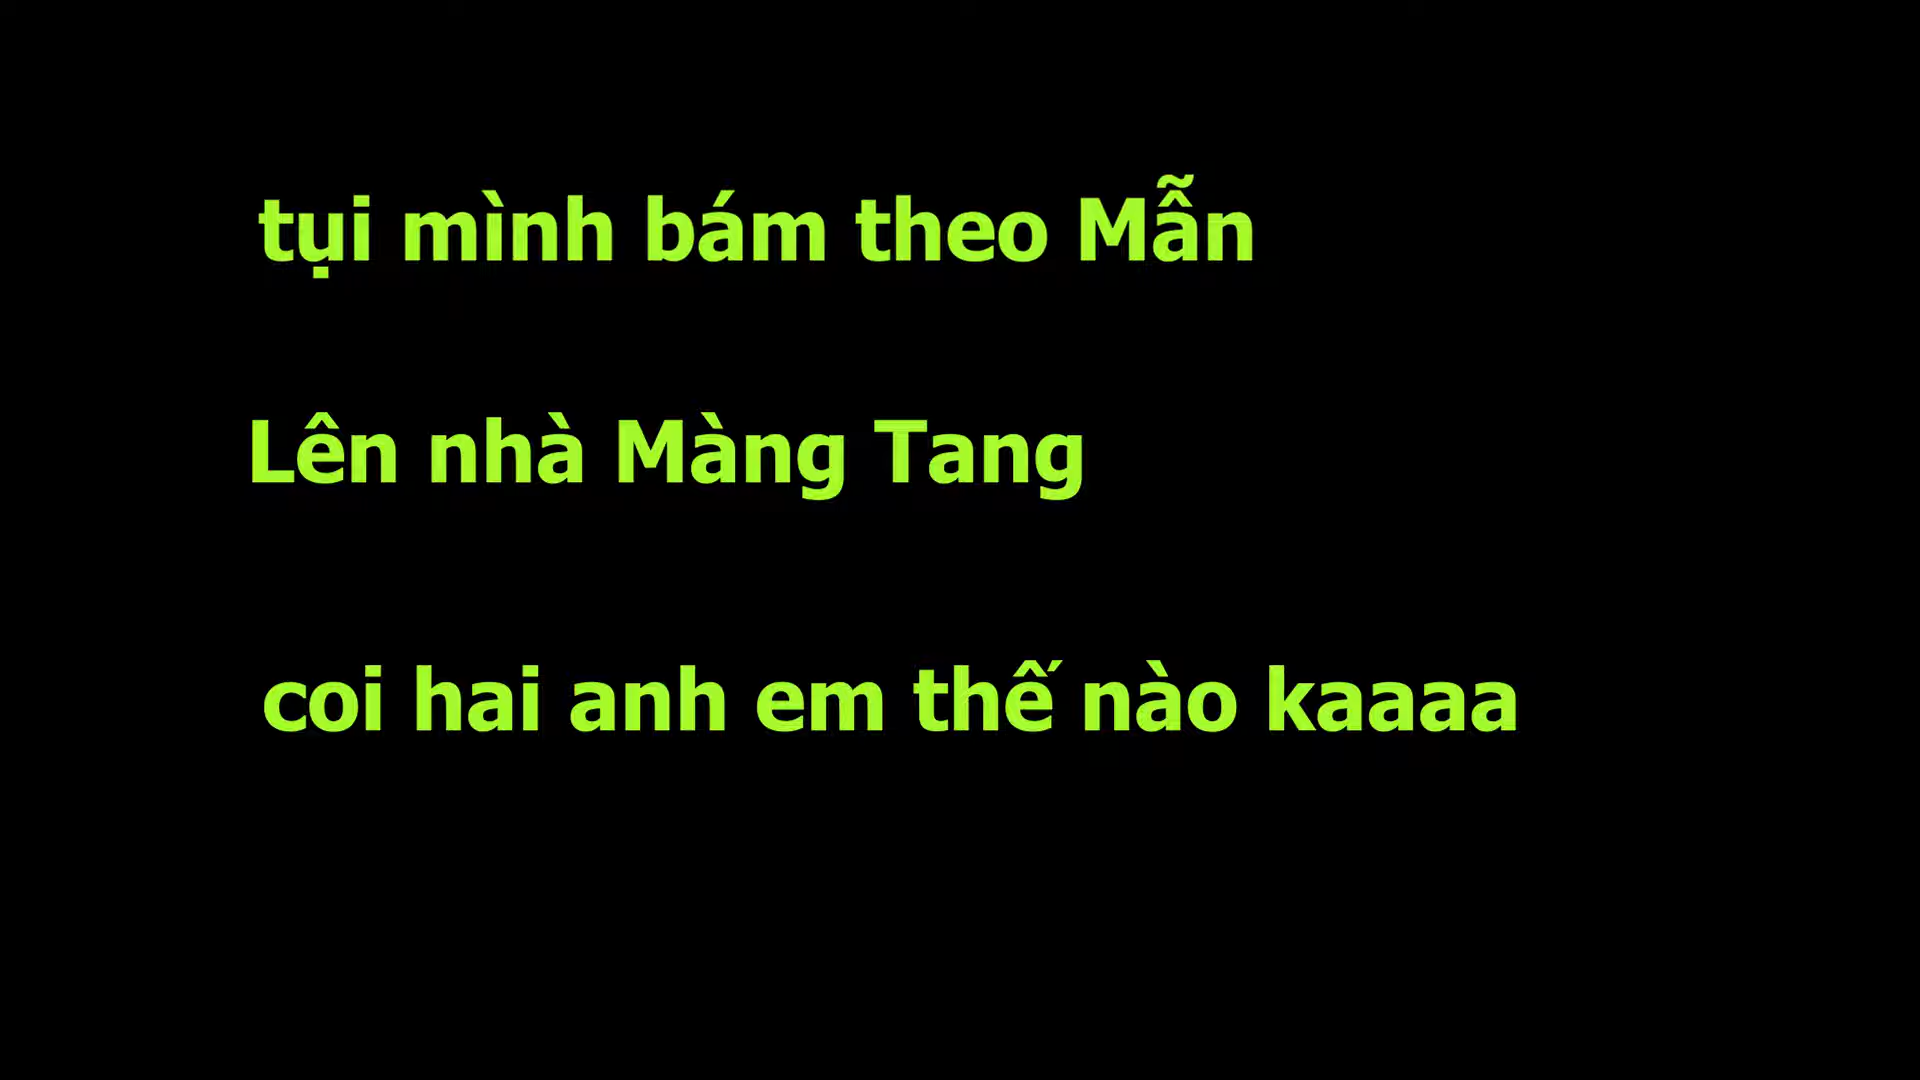 tụi mình bám theo Mẫn
Lên nhà Màng Tang
coi hai anh em thế nào kaaaa